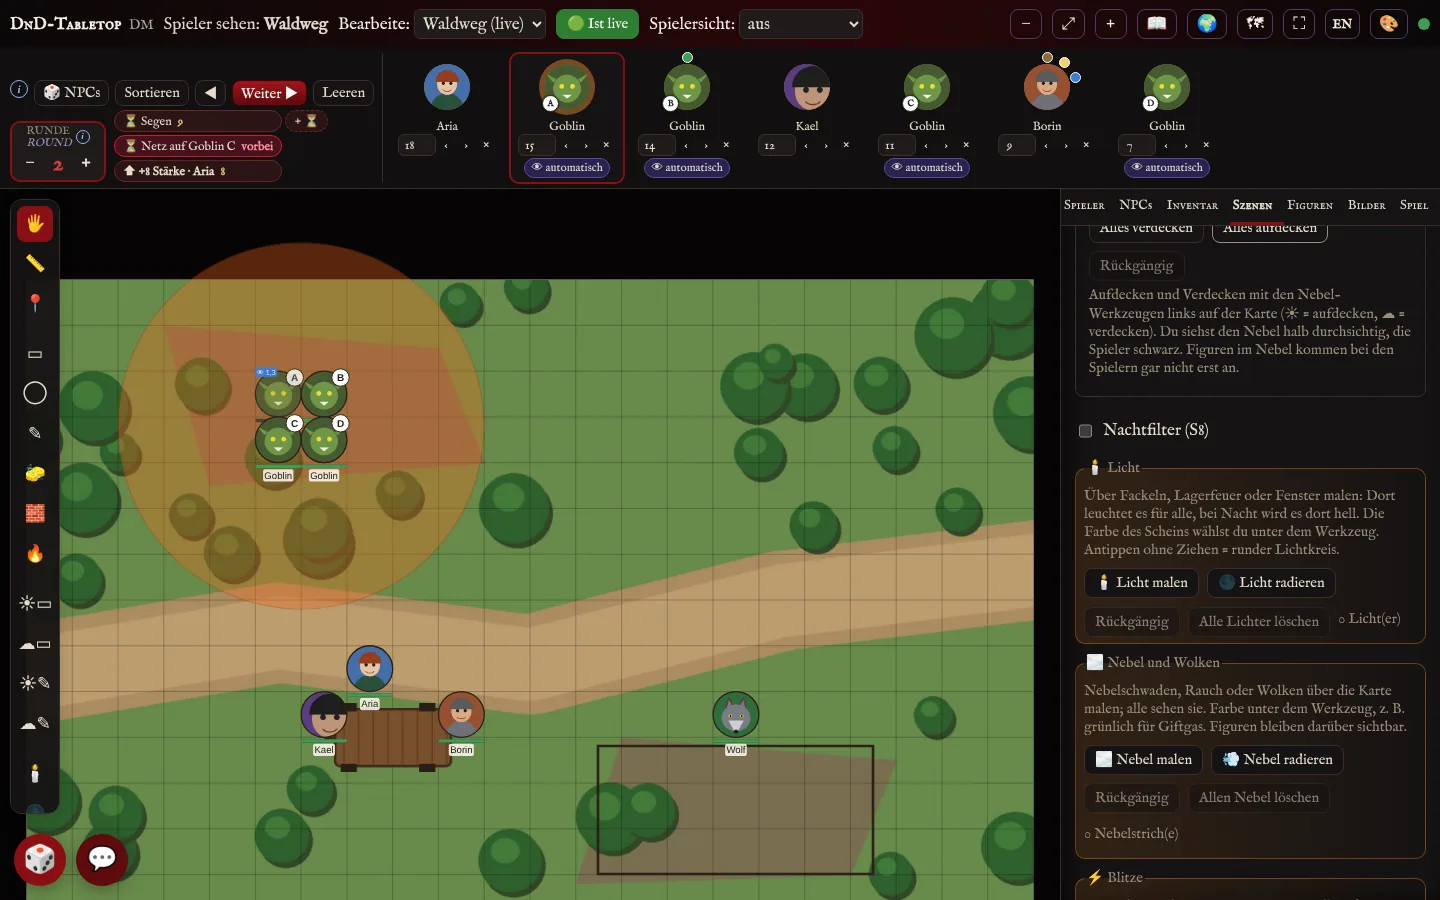 DnD-Tabletop DM Spieler sehen: Waldweg Bearbeite: Waldweg (live) Ist live Spielersicht: aus − + EN
i NPCs Sortieren ◀ Weiter ▶ Leeren
RUNDE
ROUND i
− 2 +
Segen 9 +
Netz auf Goblin C vorbei
+8 Stärke · Aria 8
A B C D
Aria Goblin Goblin Kael Goblin Borin Goblin
18 ‹ › × 15 ‹ › × 14 ‹ › × 12 ‹ › × 11 ‹ › × 9 ‹ › × 7 ‹ › ×
automatisch automatisch automatisch automatisch
Spieler NPCs Inventar Szenen Figuren Bilder Spiel
Alles verdecken Alles aufdecken
Rückgängig
Aufdecken und Verdecken mit den Nebel-
Werkzeugen links auf der Karte (☀ = aufdecken, ☁ =
verdecken). Du siehst den Nebel halb durchsichtig, die
Spieler schwarz. Figuren im Nebel kommen bei den
Spielern gar nicht erst an.
Nachtfilter (S8)
Licht
Über Fackeln, Lagerfeuer oder Fenster malen: Dort
leuchtet es für alle, bei Nacht wird es dort hell. Die
Farbe des Scheins wählst du unter dem Werkzeug.
Antippen ohne Ziehen = runder Lichtkreis.
Licht malen Licht radieren
Rückgängig Alle Lichter löschen 0 Licht(er)
Nebel und Wolken
Nebelschwaden, Rauch oder Wolken über die Karte
malen; alle sehen sie. Farbe unter dem Werkzeug, z. B.
grünlich für Giftgas. Figuren bleiben darüber sichtbar.
Nebel malen Nebel radieren
Rückgängig Allen Nebel löschen
0 Nebelstrich(e)
Blitze
1,3 A B
C D
Goblin Goblin
Aria
Kael Borin Wolf